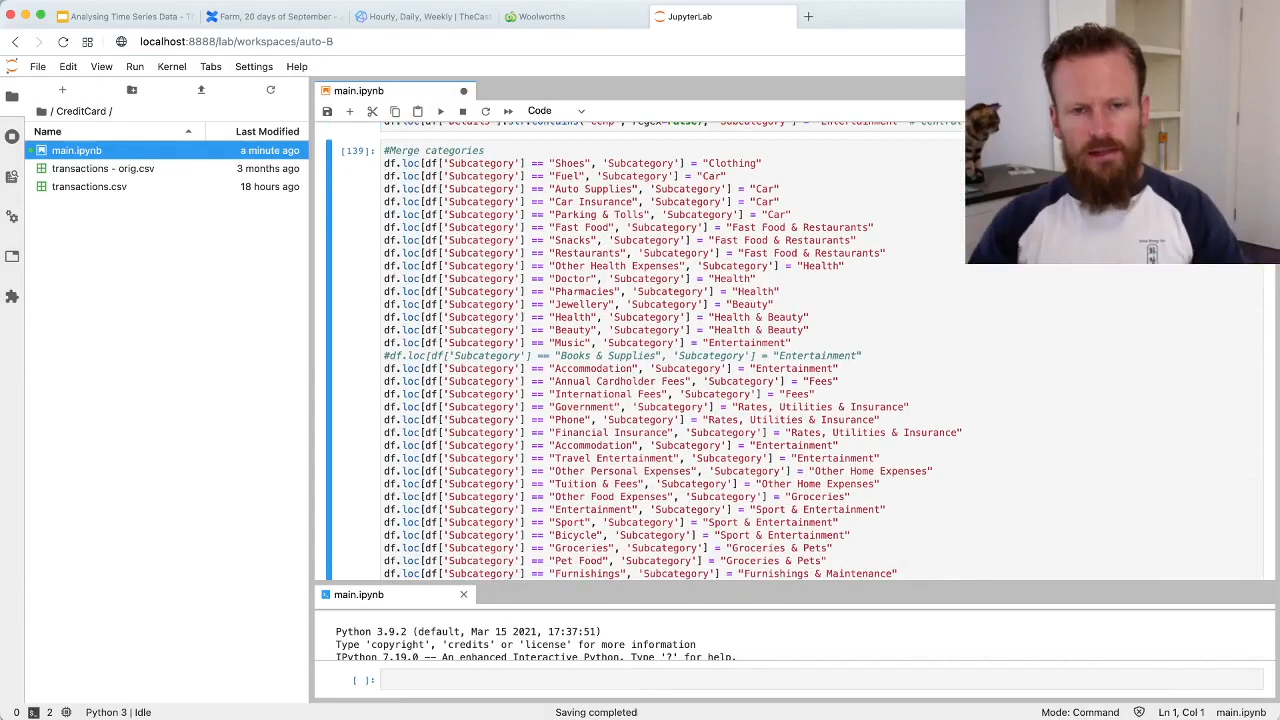 Analysing Time Series Data - T
Farm, 20 days of September -
Hourly, Daily, Weekly | TheCast
Woolworths
JupyterLab
localhost:8888/lab/workspaces/auto-B
File Edit View Run Kernel Tabs Settings Help
/ CreditCard /
Name Last Modified
main.ipynb a minute ago
transactions - orig.csv 3 months ago
transactions.csv 18 hours ago
main.ipynb
Code
[139]:
#Merge categories
df.loc[df['Subcategory'] == "Shoes", 'Subcategory'] = "Clothing"
df.loc[df['Subcategory'] == "Fuel", 'Subcategory'] = "Car"
df.loc[df['Subcategory'] == "Auto Supplies", 'Subcategory'] = "Car"
df.loc[df['Subcategory'] == "Car Insurance", 'Subcategory'] = "Car"
df.loc[df['Subcategory'] == "Parking & Tolls", 'Subcategory'] = "Car"
df.loc[df['Subcategory'] == "Fast Food", 'Subcategory'] = "Fast Food & Restaurants"
df.loc[df['Subcategory'] == "Snacks", 'Subcategory'] = "Fast Food & Restaurants"
df.loc[df['Subcategory'] == "Restaurants", 'Subcategory'] = "Fast Food & Restaurants"
df.loc[df['Subcategory'] == "Other Health Expenses", 'Subcategory'] = "Health"
df.loc[df['Subcategory'] == "Doctor", 'Subcategory'] = "Health"
df.loc[df['Subcategory'] == "Pharmacies", 'Subcategory'] = "Health"
df.loc[df['Subcategory'] == "Jewellery", 'Subcategory'] = "Beauty"
df.loc[df['Subcategory'] == "Health", 'Subcategory'] = "Health & Beauty"
df.loc[df['Subcategory'] == "Beauty", 'Subcategory'] = "Health & Beauty"
df.loc[df['Subcategory'] == "Music", 'Subcategory'] = "Entertainment"
#df.loc[df['Subcategory'] == "Books & Supplies", 'Subcategory'] = "Entertainment"
df.loc[df['Subcategory'] == "Accommodation", 'Subcategory'] = "Entertainment"
df.loc[df['Subcategory'] == "Annual Cardholder Fees", 'Subcategory'] = "Fees"
df.loc[df['Subcategory'] == "International Fees", 'Subcategory'] = "Fees"
df.loc[df['Subcategory'] == "Government", 'Subcategory'] = "Rates, Utilities & Insurance"
df.loc[df['Subcategory'] == "Phone", 'Subcategory'] = "Rates, Utilities & Insurance"
df.loc[df['Subcategory'] == "Financial Insurance", 'Subcategory'] = "Rates, Utilities & Insurance"
df.loc[df['Subcategory'] == "Accommodation", 'Subcategory'] = "Entertainment"
df.loc[df['Subcategory'] == "Travel Entertainment", 'Subcategory'] = "Entertainment"
df.loc[df['Subcategory'] == "Other Personal Expenses", 'Subcategory'] = "Other Home Expenses"
df.loc[df['Subcategory'] == "Tuition & Fees", 'Subcategory'] = "Other Home Expenses"
df.loc[df['Subcategory'] == "Other Food Expenses", 'Subcategory'] = "Groceries"
df.loc[df['Subcategory'] == "Entertainment", 'Subcategory'] = "Sport & Entertainment"
df.loc[df['Subcategory'] == "Sport", 'Subcategory'] = "Sport & Entertainment"
df.loc[df['Subcategory'] == "Bicycle", 'Subcategory'] = "Sport & Entertainment"
df.loc[df['Subcategory'] == "Groceries", 'Subcategory'] = "Groceries & Pets"
df.loc[df['Subcategory'] == "Pet Food", 'Subcategory'] = "Groceries & Pets"
df.loc[df['Subcategory'] == "Furnishings", 'Subcategory'] = "Furnishings & Maintenance"
main.ipynb
Python 3.9.2 (default, Mar 15 2021, 17:37:51)
Type 'copyright', 'credits' or 'license' for more information
IPython 7.19.0 -- An enhanced Interactive Python. Type '?' for help.
[ ]:
0 2 Python 3 | Idle Saving completed Mode: Command Ln 1, Col 1 main.ipynb